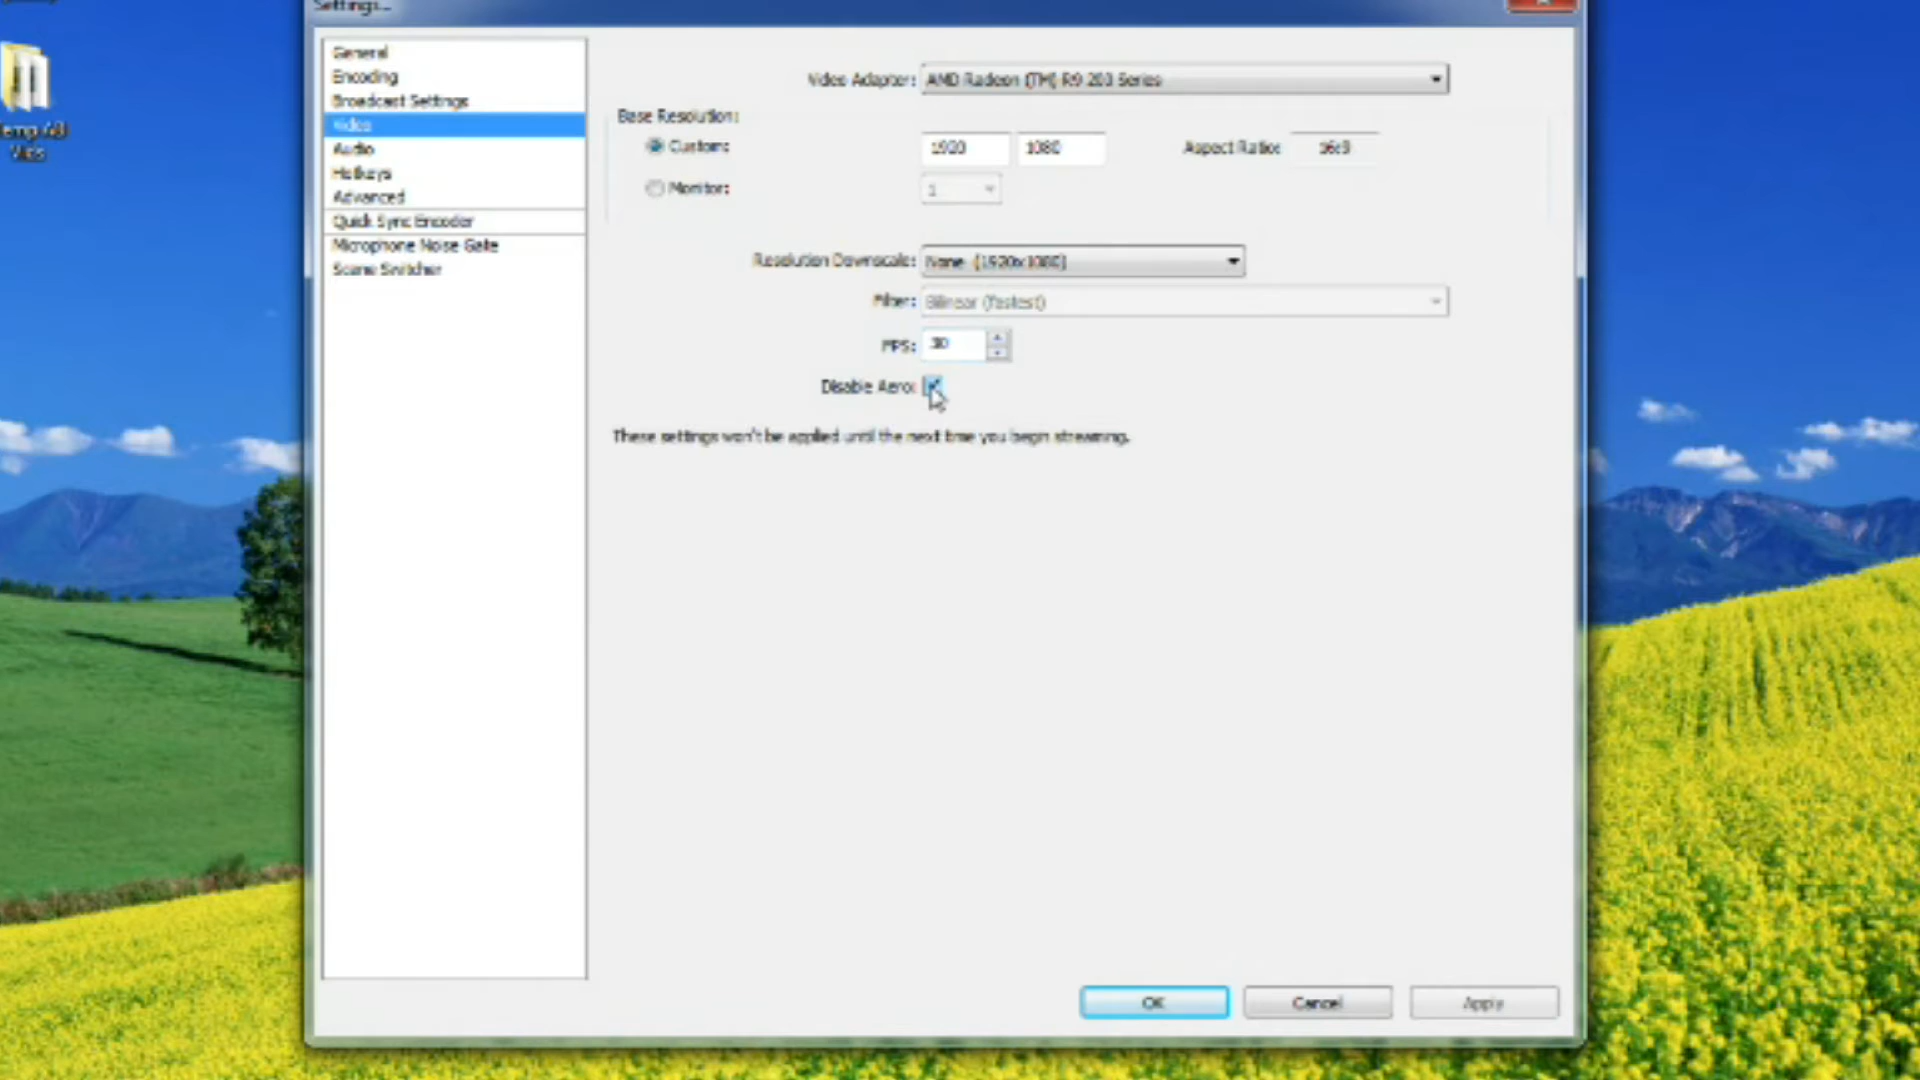 Settings...
General
Encoding
Broadcast Settings
Video
Audio
Hotkeys
Advanced
Quick Sync Encoder
Microphone Noise Gate
Scene Switcher
Video Adapter: AMD Radeon (TM) R9 200 Series
Base Resolution:
Custom: 1920 1080 Aspect Ratio: 16:9
Monitor: 1
Resolution Downscale: None (1920x1080)
Filter: Bilinear (fastest)
FPS: 30
Disable Aero:
These settings won't be applied until the next time you begin streaming.
OK Cancel Apply
Vids